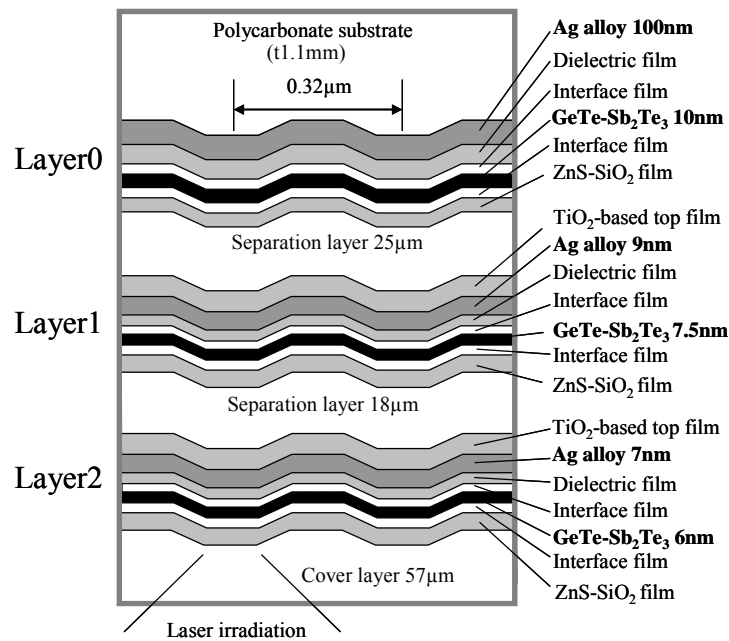 Polycarbonate substrate
(t1.1mm)
0.32µm
Layer0
Ag alloy 100nm
Dielectric film
Interface film
GeTe-Sb₂Te₃ 10nm
Interface film
ZnS-SiO₂ film
Separation layer 25µm
Layer1
TiO₂-based top film
Ag alloy 9nm
Dielectric film
Interface film
GeTe-Sb₂Te₃ 7.5nm
Interface film
ZnS-SiO₂ film
Separation layer 18µm
Layer2
TiO₂-based top film
Ag alloy 7nm
Dielectric film
Interface film
GeTe-Sb₂Te₃ 6nm
Interface film
ZnS-SiO₂ film
Cover layer 57µm
Laser irradiation